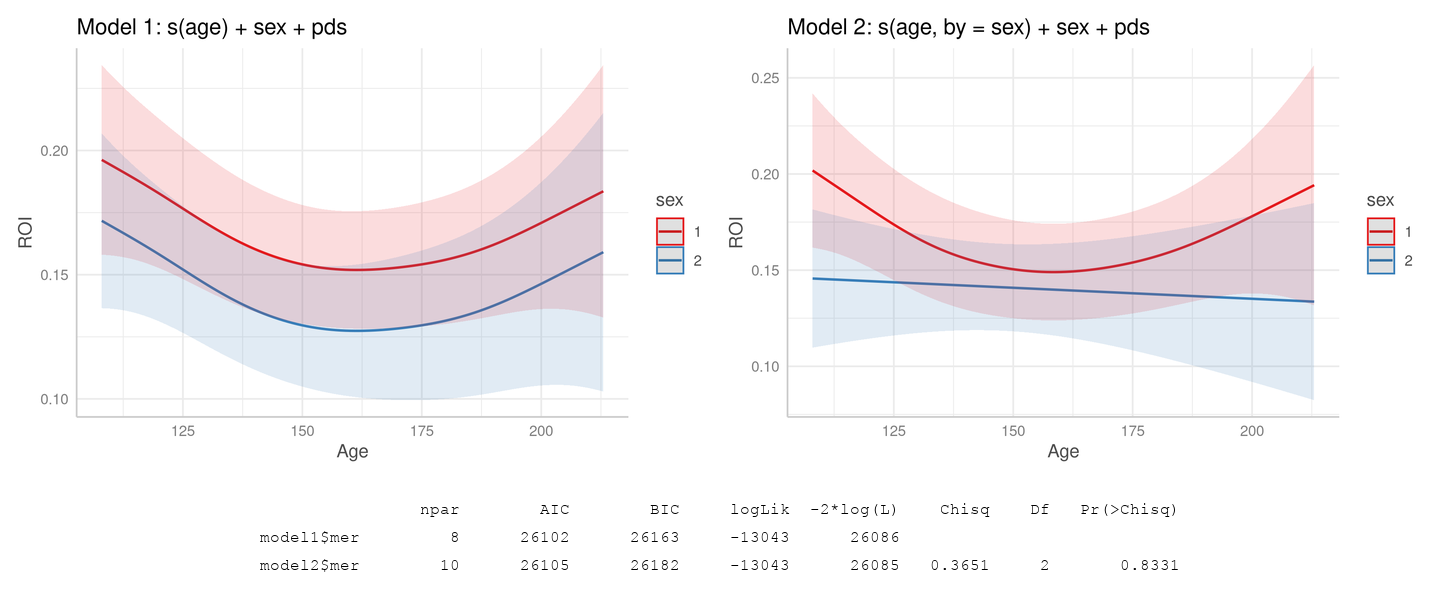 Model 1: s(age) + sex + pds
ROI
0.20
0.15
0.10
125 150 175 200
Age
sex
1
2
Model 2: s(age, by = sex) + sex + pds
ROI
0.25
0.20
0.15
0.10
125 150 175 200
Age
sex
1
2
npar AIC BIC logLik -2*log(L) Chisq Df Pr(>Chisq)
model1$mer 8 26102 26163 -13043 26086
model2$mer 10 26105 26182 -13043 26085 0.3651 2 0.8331